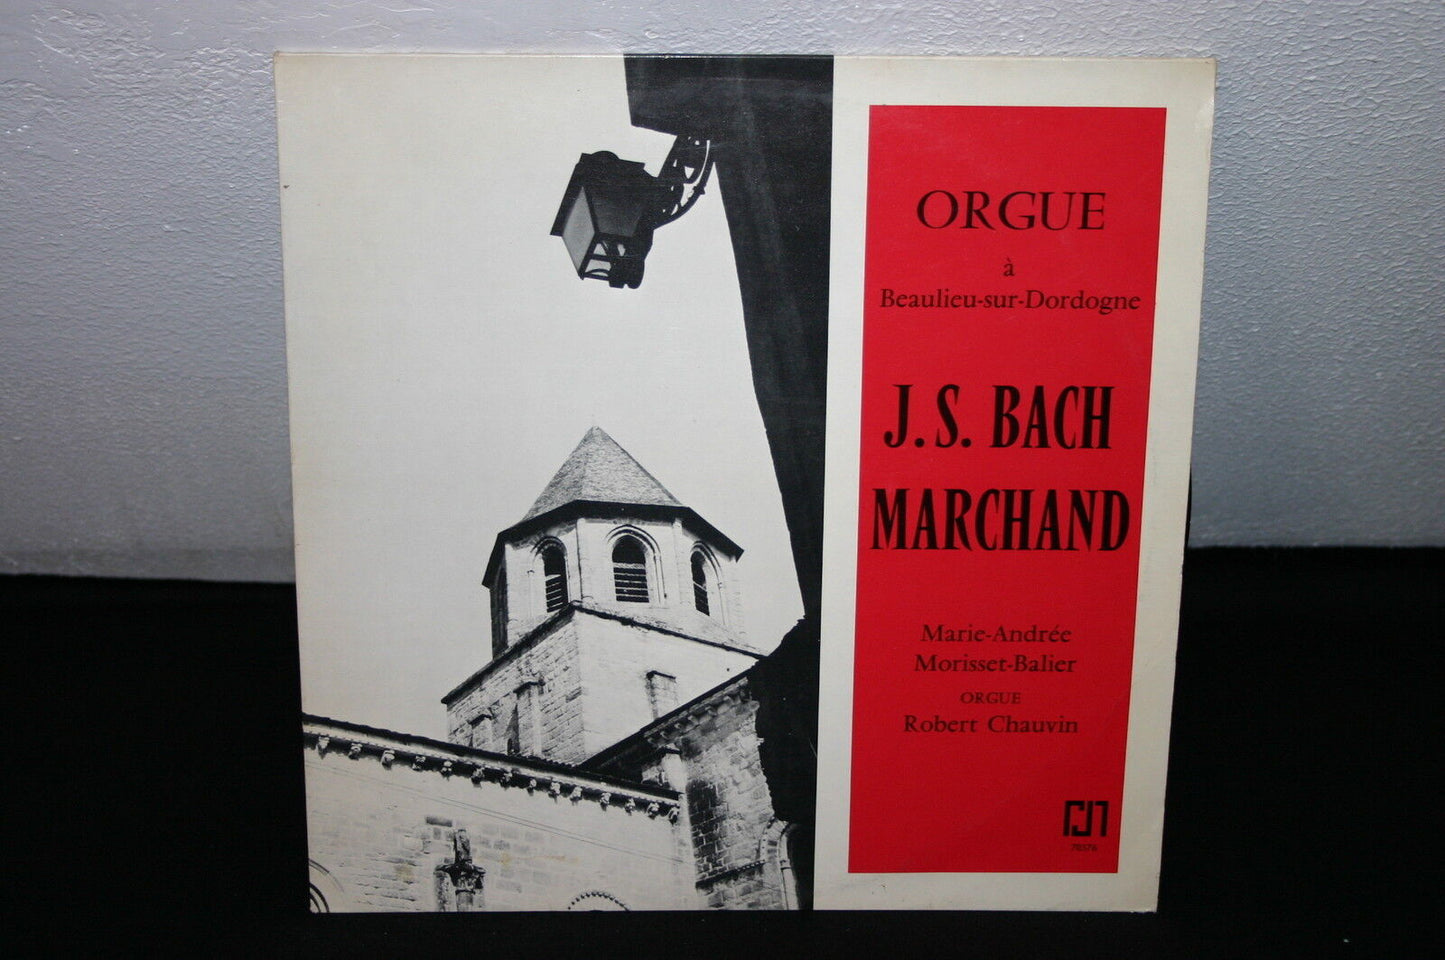 ORGUE
à
Beaulieu-sur-Dordogne
J. S. BACH
MARCHAND
Marie-Andrée
Morisset-Balier
ORGUE
Robert Chauvin